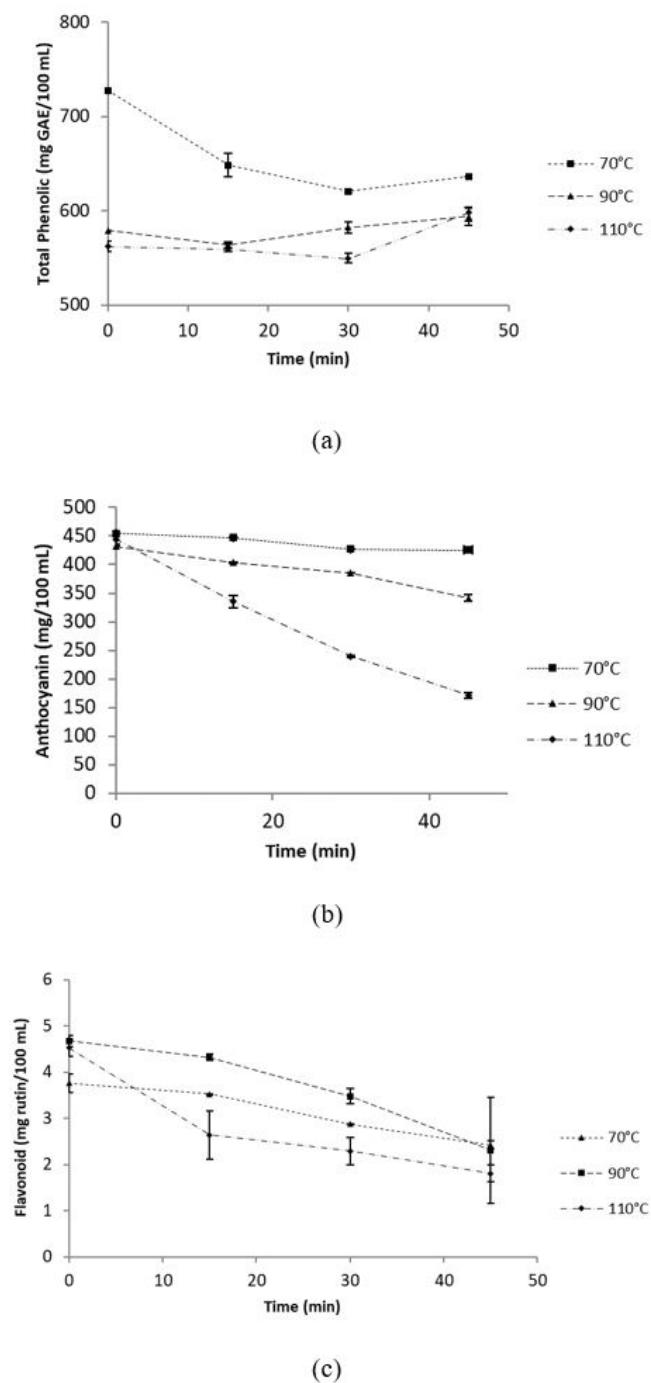 800
700
600
500
Total Phenolic (mg GAE/100 mL)
0 10 20 30 40 50
Time (min)
70°C
90°C
110°C
(a)
500
450
400
350
300
250
200
150
100
50
0
Anthocyanin (mg/100 mL)
0 20 40
Time (min)
70°C
90°C
110°C
(b)
6
5
4
3
2
1
0
Flavonoid (mg rutin/100 mL)
0 10 20 30 40 50
Time (min)
70°C
90°C
110°C
(c)